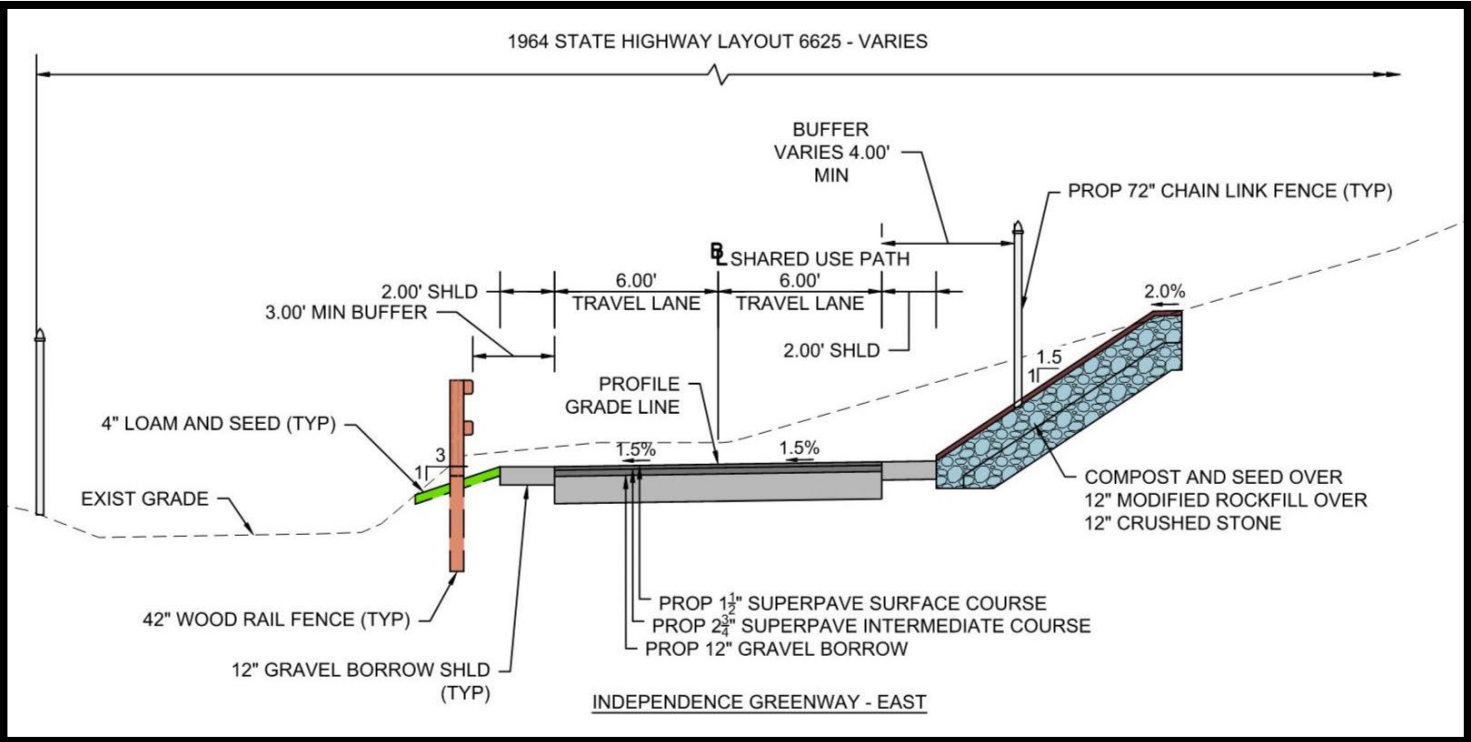 1964 STATE HIGHWAY LAYOUT 6625 - VARIES
BUFFER
VARIES 4.00'
MIN
PROP 72" CHAIN LINK FENCE (TYP)
BL SHARED USE PATH
2.00' SHLD
6.00'
TRAVEL LANE
6.00'
TRAVEL LANE
2.0%
3.00' MIN BUFFER
2.00' SHLD
1.5
1
PROFILE
GRADE LINE
4" LOAM AND SEED (TYP)
3
1
1.5%
1.5%
EXIST GRADE
COMPOST AND SEED OVER
12" MODIFIED ROCKFILL OVER
12" CRUSHED STONE
42" WOOD RAIL FENCE (TYP)
PROP 1 1/2" SUPERPAVE SURFACE COURSE
PROP 2 3/4" SUPERPAVE INTERMEDIATE COURSE
PROP 12" GRAVEL BORROW
12" GRAVEL BORROW SHLD
(TYP)
INDEPENDENCE GREENWAY - EAST